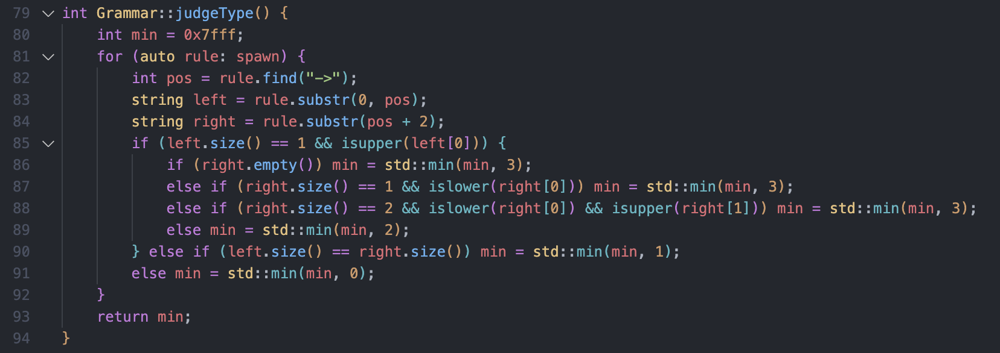 79 int Grammar::judgeType() {
80     int min = 0x7fff;
81     for (auto rule: spawn) {
82         int pos = rule.find("->");
83         string left = rule.substr(0, pos);
84         string right = rule.substr(pos + 2);
85         if (left.size() == 1 && isupper(left[0])) {
86             if (right.empty()) min = std::min(min, 3);
87             else if (right.size() == 1 && islower(right[0])) min = std::min(min, 3);
88             else if (right.size() == 2 && islower(right[0]) && isupper(right[1])) min = std::min(min, 3);
89             else min = std::min(min, 2);
90         } else if (left.size() == right.size()) min = std::min(min, 1);
91         else min = std::min(min, 0);
92     }
93     return min;
94 }